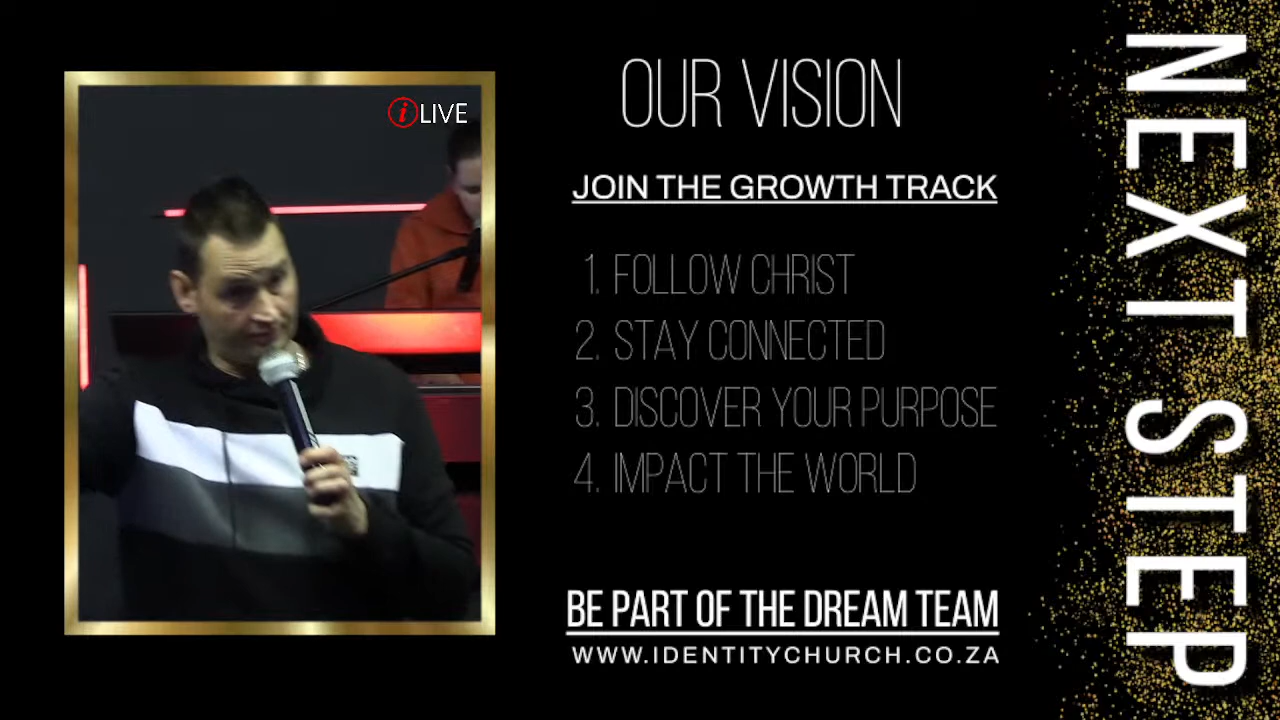 LIVE
OUR VISION
JOIN THE GROWTH TRACK
1. FOLLOW CHRIST
2. STAY CONNECTED
3. DISCOVER YOUR PURPOSE
4. IMPACT THE WORLD
BE PART OF THE DREAM TEAM
WWW.IDENTITYCHURCH.CO.ZA
NEXT STEP